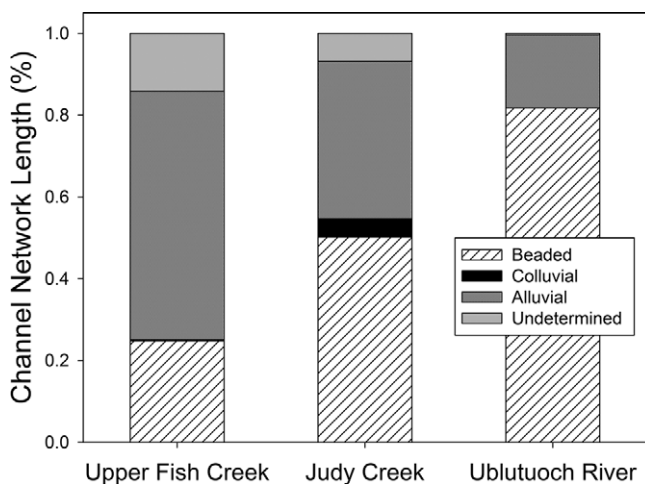 Channel Network Length (%)
1.0
0.8
0.6
0.4
0.2
0.0
Beaded
Colluvial
Alluvial
Undetermined
Upper Fish Creek
Judy Creek
Ublutuoch River